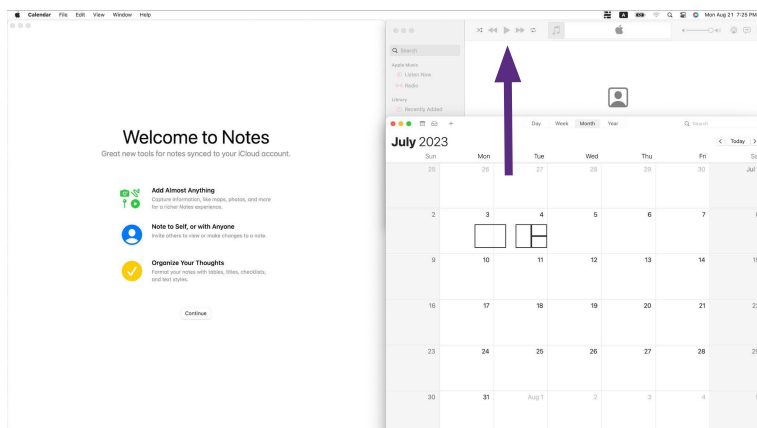 Calendar File Edit View Window Help
A
Mon Aug 21 7:25 PM
Welcome to Notes
Great new tools for notes synced to your iCloud account.
Add Almost Anything
Capture information, like maps, photos, and more
for a richer Notes experience.
Note to Self, or with Anyone
Invite others to view or make changes to a note.
Organize Your Thoughts
Format your notes with tables, titles, checklists,
and text styles.
Continue
Search
Apple Music
Listen Now
Radio
Library
Recently Added
Day Week Month Year
Search
July 2023
Today
Sun Mon Tue Wed Thu Fri
26 27 28 29 30 Jul
2 3 4 5 6 7
9 10 11 12 13 14
16 17 18 19 20 21
23 24 25 26 27 28
30 31 Aug 1 2 3 4